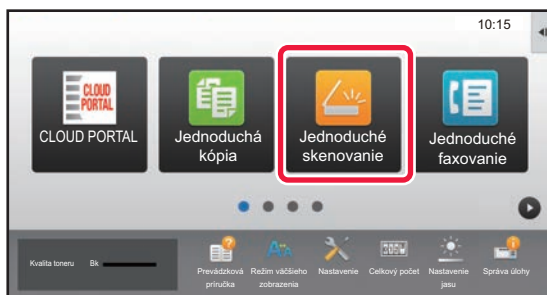 10:15
CLOUD
PORTAL
CLOUD PORTAL
Jednoduchá
kópia
Jednoduché
skenovanie
Jednoduché
faxovanie
Kvalita toneru Bk
Prevádzková
príručka
Režim väčšieho
zobrazenia
Nastavenie
Celkový počet
Nastavenie
jasu
Správa úlohy